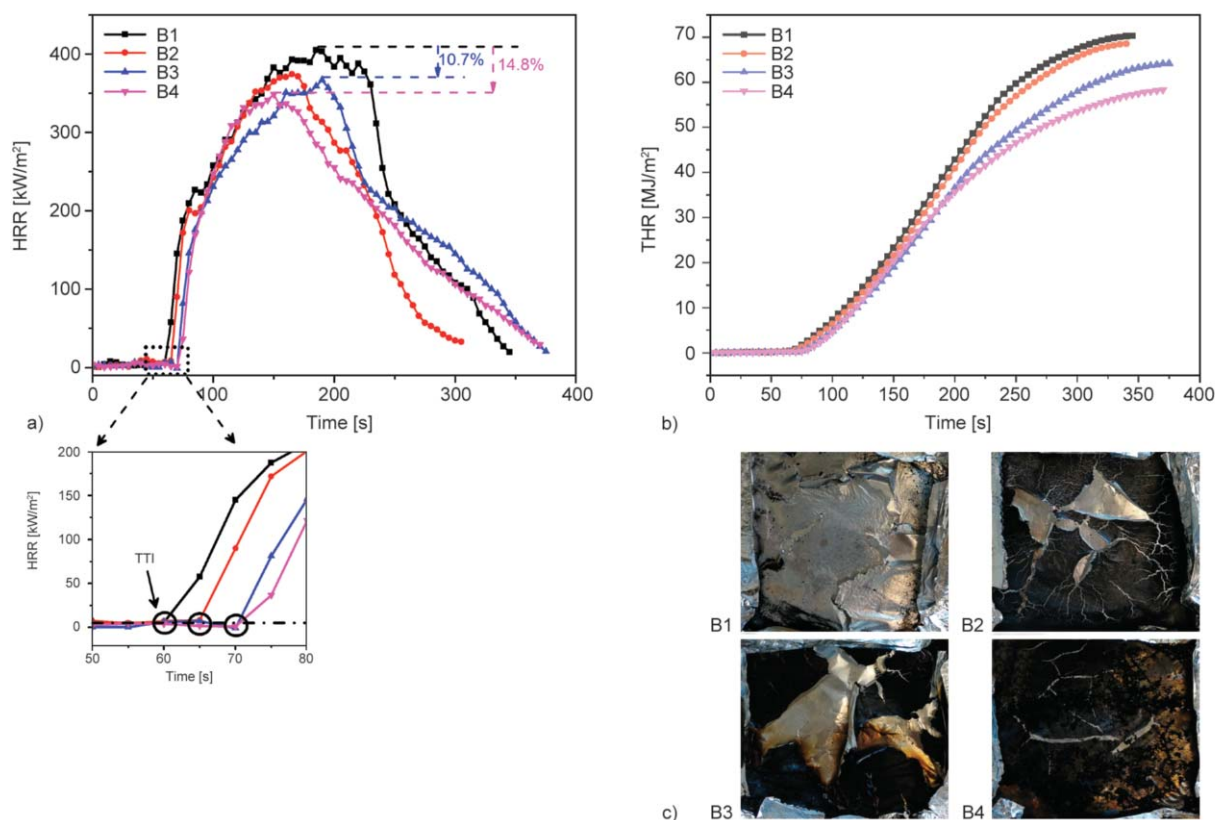 B1
B2
B3
B4
10.7%
14.8%
400
300
200
100
0
HRR [kW/m²]
0 100 200 300 400
Time [s]
a)
200
150
100
50
0
HRR [kW/m²]
TTI
50 60 70 80
Time [s]
B1
B2
B3
B4
70
60
50
40
30
20
10
0
THR [MJ/m²]
0 50 100 150 200 250 300 350 400
Time [s]
b)
B1
B2
B3
B4
c)